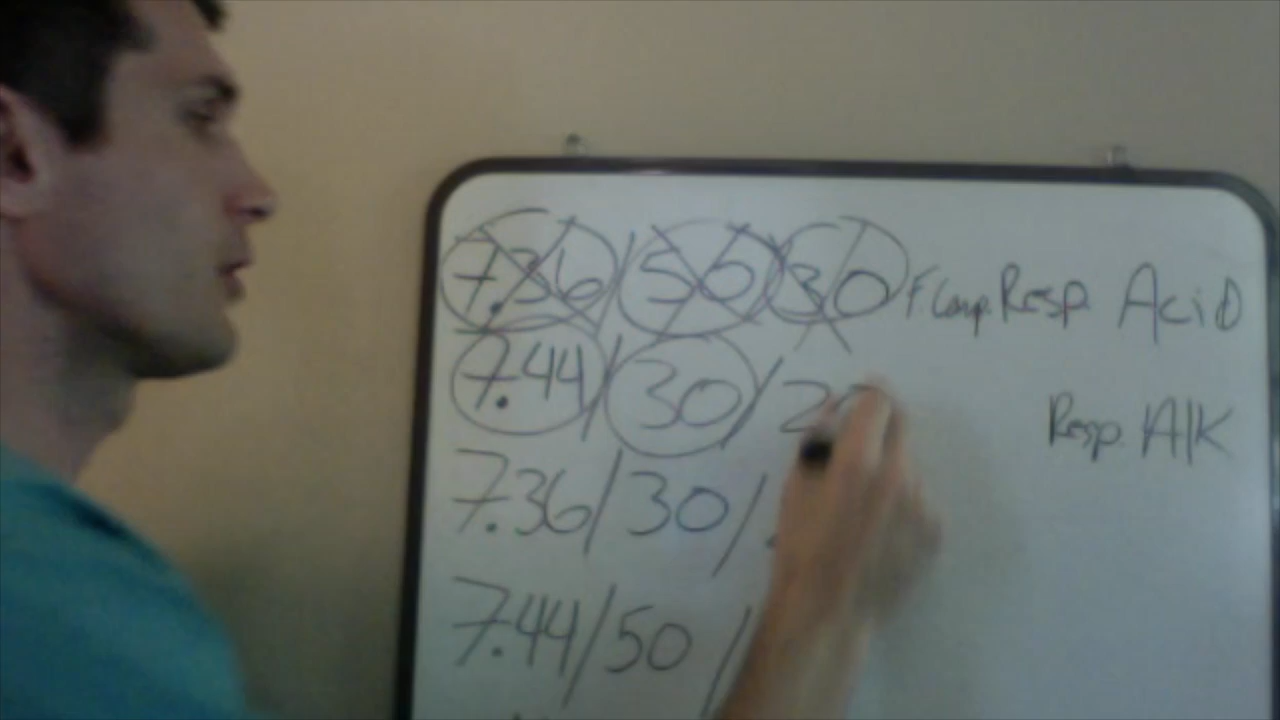 7.36/50/30 F Comp. Resp. Acid
7.44/30/20 Resp. Alk
7.36/30/
7.44/50/